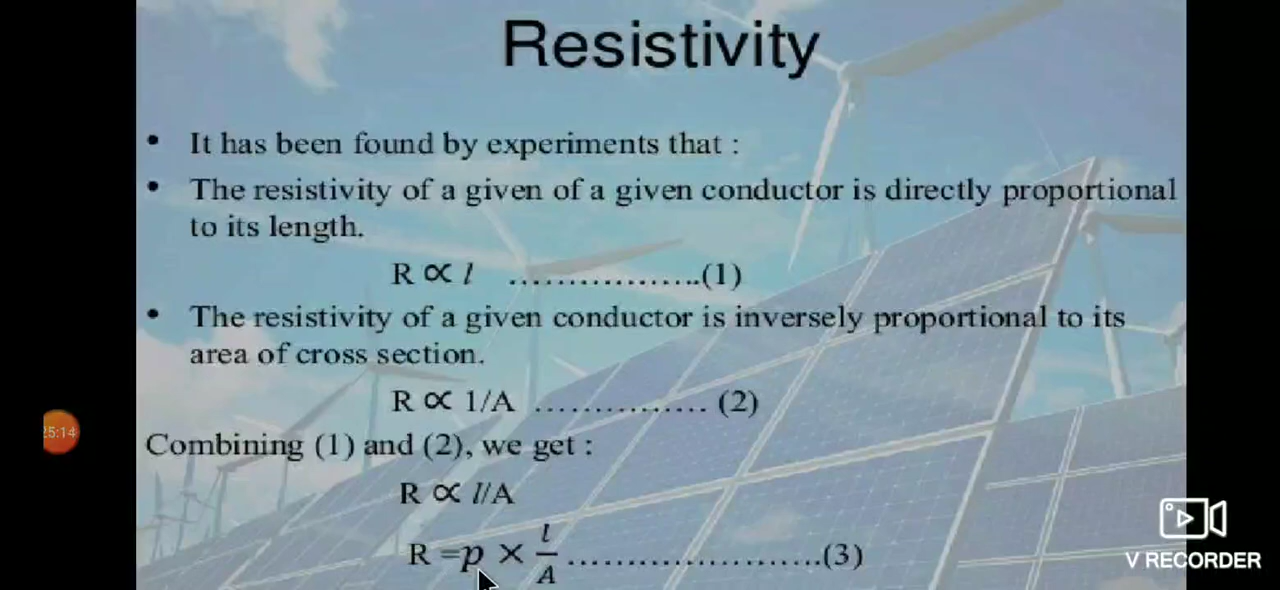 Resistivity
• It has been found by experiments that :
• The resistivity of a given of a given conductor is directly proportional
to its length.
R ∝ l ………………..(1)
• The resistivity of a given conductor is inversely proportional to its
area of cross section.
R ∝ 1/A …………… (2)
25:14
Combining (1) and (2), we get :
R ∝ l/A
R =p × l/A …………………..(3)
V RECORDER